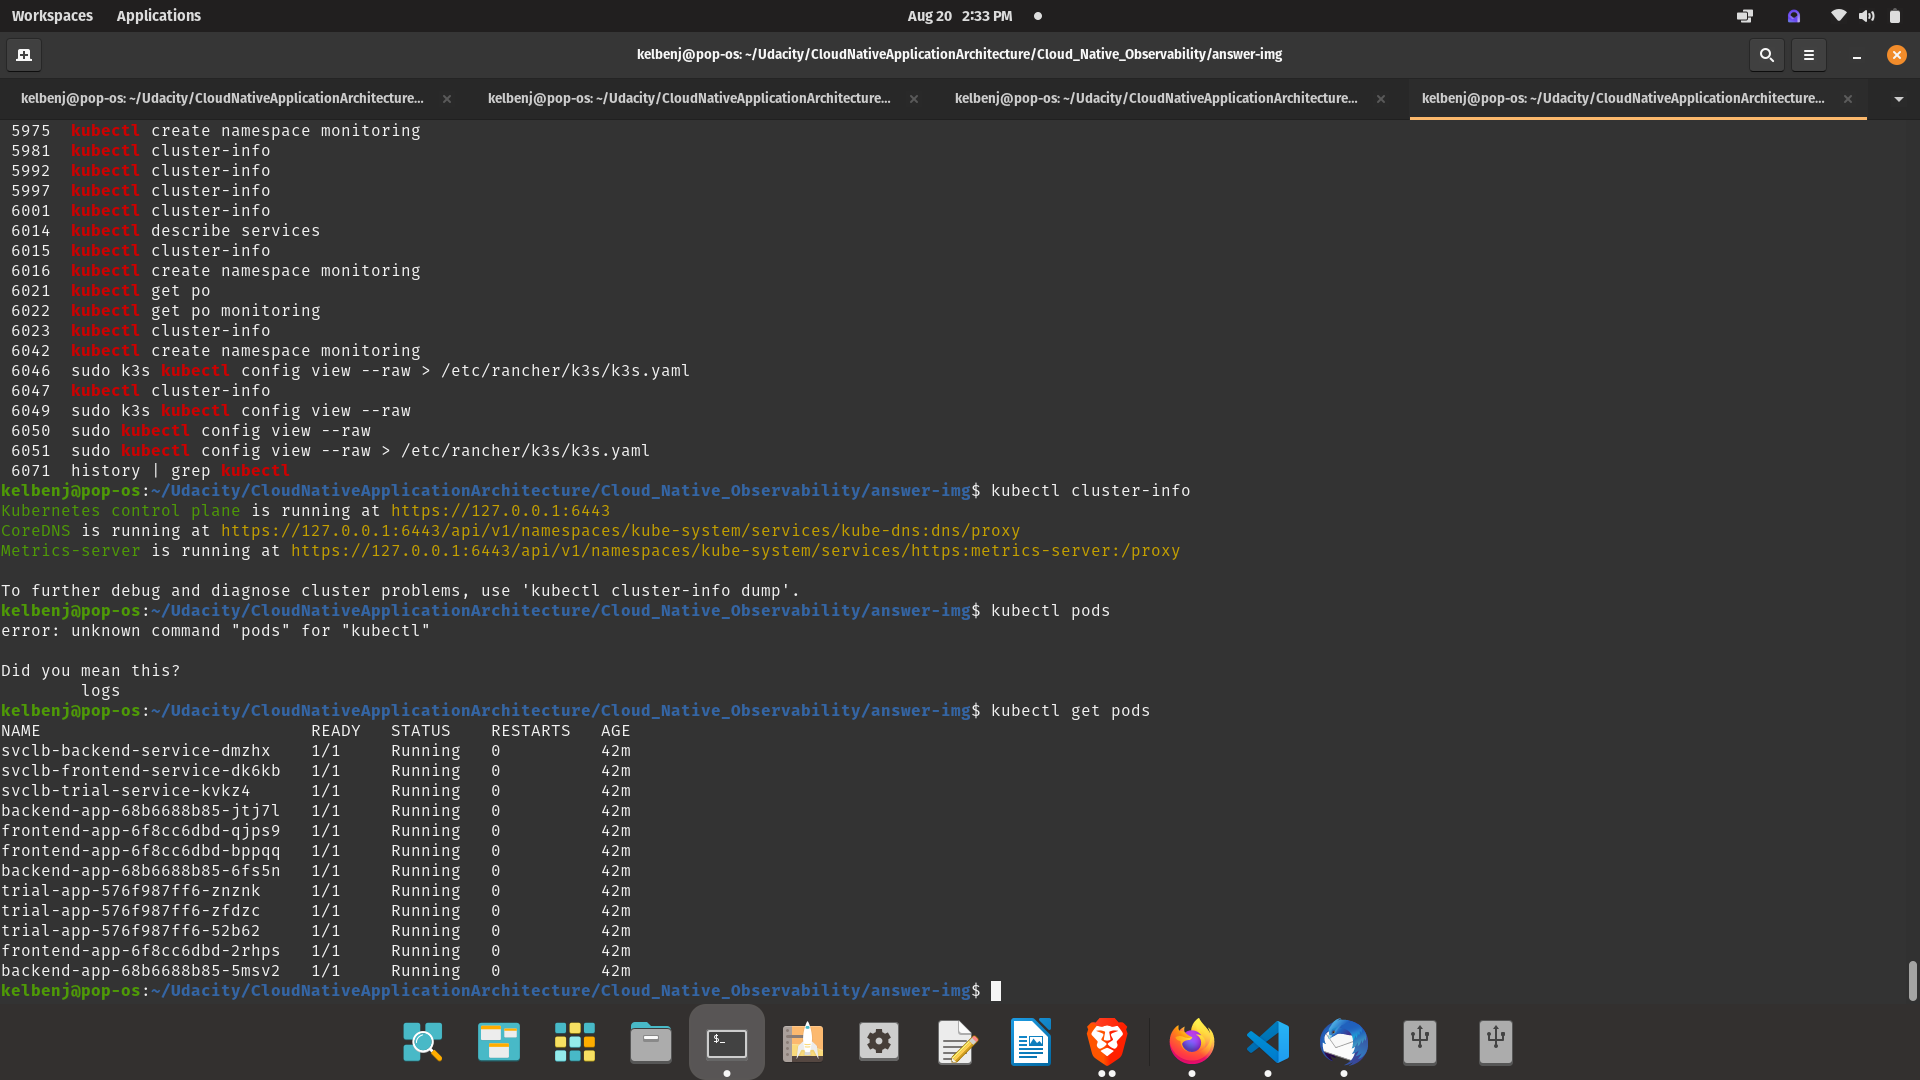 Workspaces Applications Aug 20 2:33 PM
kelbenj@pop-os: ~/Udacity/CloudNativeApplicationArchitecture/Cloud_Native_Observability/answer-img
kelbenj@pop-os: ~/Udacity/CloudNativeApplicationArchitecture... kelbenj@pop-os: ~/Udacity/CloudNativeApplicationArchitecture... kelbenj@pop-os: ~/Udacity/CloudNativeApplicationArchitecture... kelbenj@pop-os: ~/Udacity/CloudNativeApplicationArchitecture...
5975 kubectl create namespace monitoring
5981 kubectl cluster-info
5992 kubectl cluster-info
5997 kubectl cluster-info
6001 kubectl cluster-info
6014 kubectl describe services
6015 kubectl cluster-info
6016 kubectl create namespace monitoring
6021 kubectl get po
6022 kubectl get po monitoring
6023 kubectl cluster-info
6042 kubectl create namespace monitoring
6046 sudo k3s kubectl config view --raw > /etc/rancher/k3s/k3s.yaml
6047 kubectl cluster-info
6049 sudo k3s kubectl config view --raw
6050 sudo kubectl config view --raw
6051 sudo kubectl config view --raw > /etc/rancher/k3s/k3s.yaml
6071 history | grep kubectl
kelbenj@pop-os:~/Udacity/CloudNativeApplicationArchitecture/Cloud_Native_Observability/answer-img$ kubectl cluster-info
Kubernetes control plane is running at https://127.0.0.1:6443
CoreDNS is running at https://127.0.0.1:6443/api/v1/namespaces/kube-system/services/kube-dns:dns/proxy
Metrics-server is running at https://127.0.0.1:6443/api/v1/namespaces/kube-system/services/https:metrics-server:/proxy
To further debug and diagnose cluster problems, use 'kubectl cluster-info dump'.
kelbenj@pop-os:~/Udacity/CloudNativeApplicationArchitecture/Cloud_Native_Observability/answer-img$ kubectl pods
error: unknown command "pods" for "kubectl"
Did you mean this?
logs
kelbenj@pop-os:~/Udacity/CloudNativeApplicationArchitecture/Cloud_Native_Observability/answer-img$ kubectl get pods
NAME READY STATUS RESTARTS AGE
svclb-backend-service-dmzhx 1/1 Running 0 42m
svclb-frontend-service-dk6kb 1/1 Running 0 42m
svclb-trial-service-kvkz4 1/1 Running 0 42m
backend-app-68b6688b85-jtj7l 1/1 Running 0 42m
frontend-app-6f8cc6dbd-qjps9 1/1 Running 0 42m
frontend-app-6f8cc6dbd-bppqq 1/1 Running 0 42m
backend-app-68b6688b85-6fs5n 1/1 Running 0 42m
trial-app-576f987ff6-znznk 1/1 Running 0 42m
trial-app-576f987ff6-zfdzc 1/1 Running 0 42m
trial-app-576f987ff6-52b62 1/1 Running 0 42m
frontend-app-6f8cc6dbd-2rhps 1/1 Running 0 42m
backend-app-68b6688b85-5msv2 1/1 Running 0 42m
kelbenj@pop-os:~/Udacity/CloudNativeApplicationArchitecture/Cloud_Native_Observability/answer-img$
$_